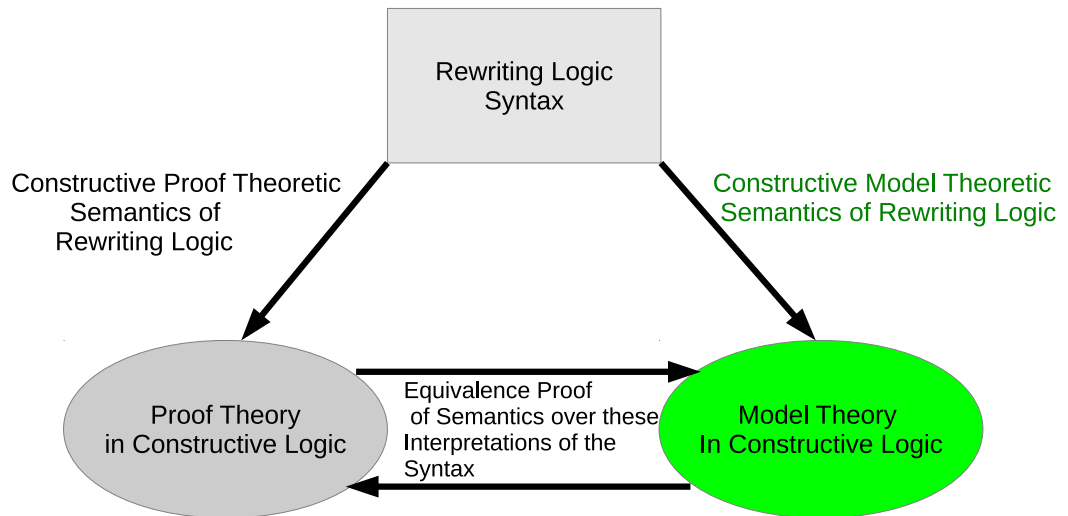 Rewriting Logic
Syntax
Constructive Proof Theoretic
Semantics of
Rewriting Logic
Constructive Model Theoretic
Semantics of Rewriting Logic
Proof Theory
in Constructive Logic
Equivalence Proof
of Semantics over these
Interpretations of the
Syntax
Model Theory
In Constructive Logic